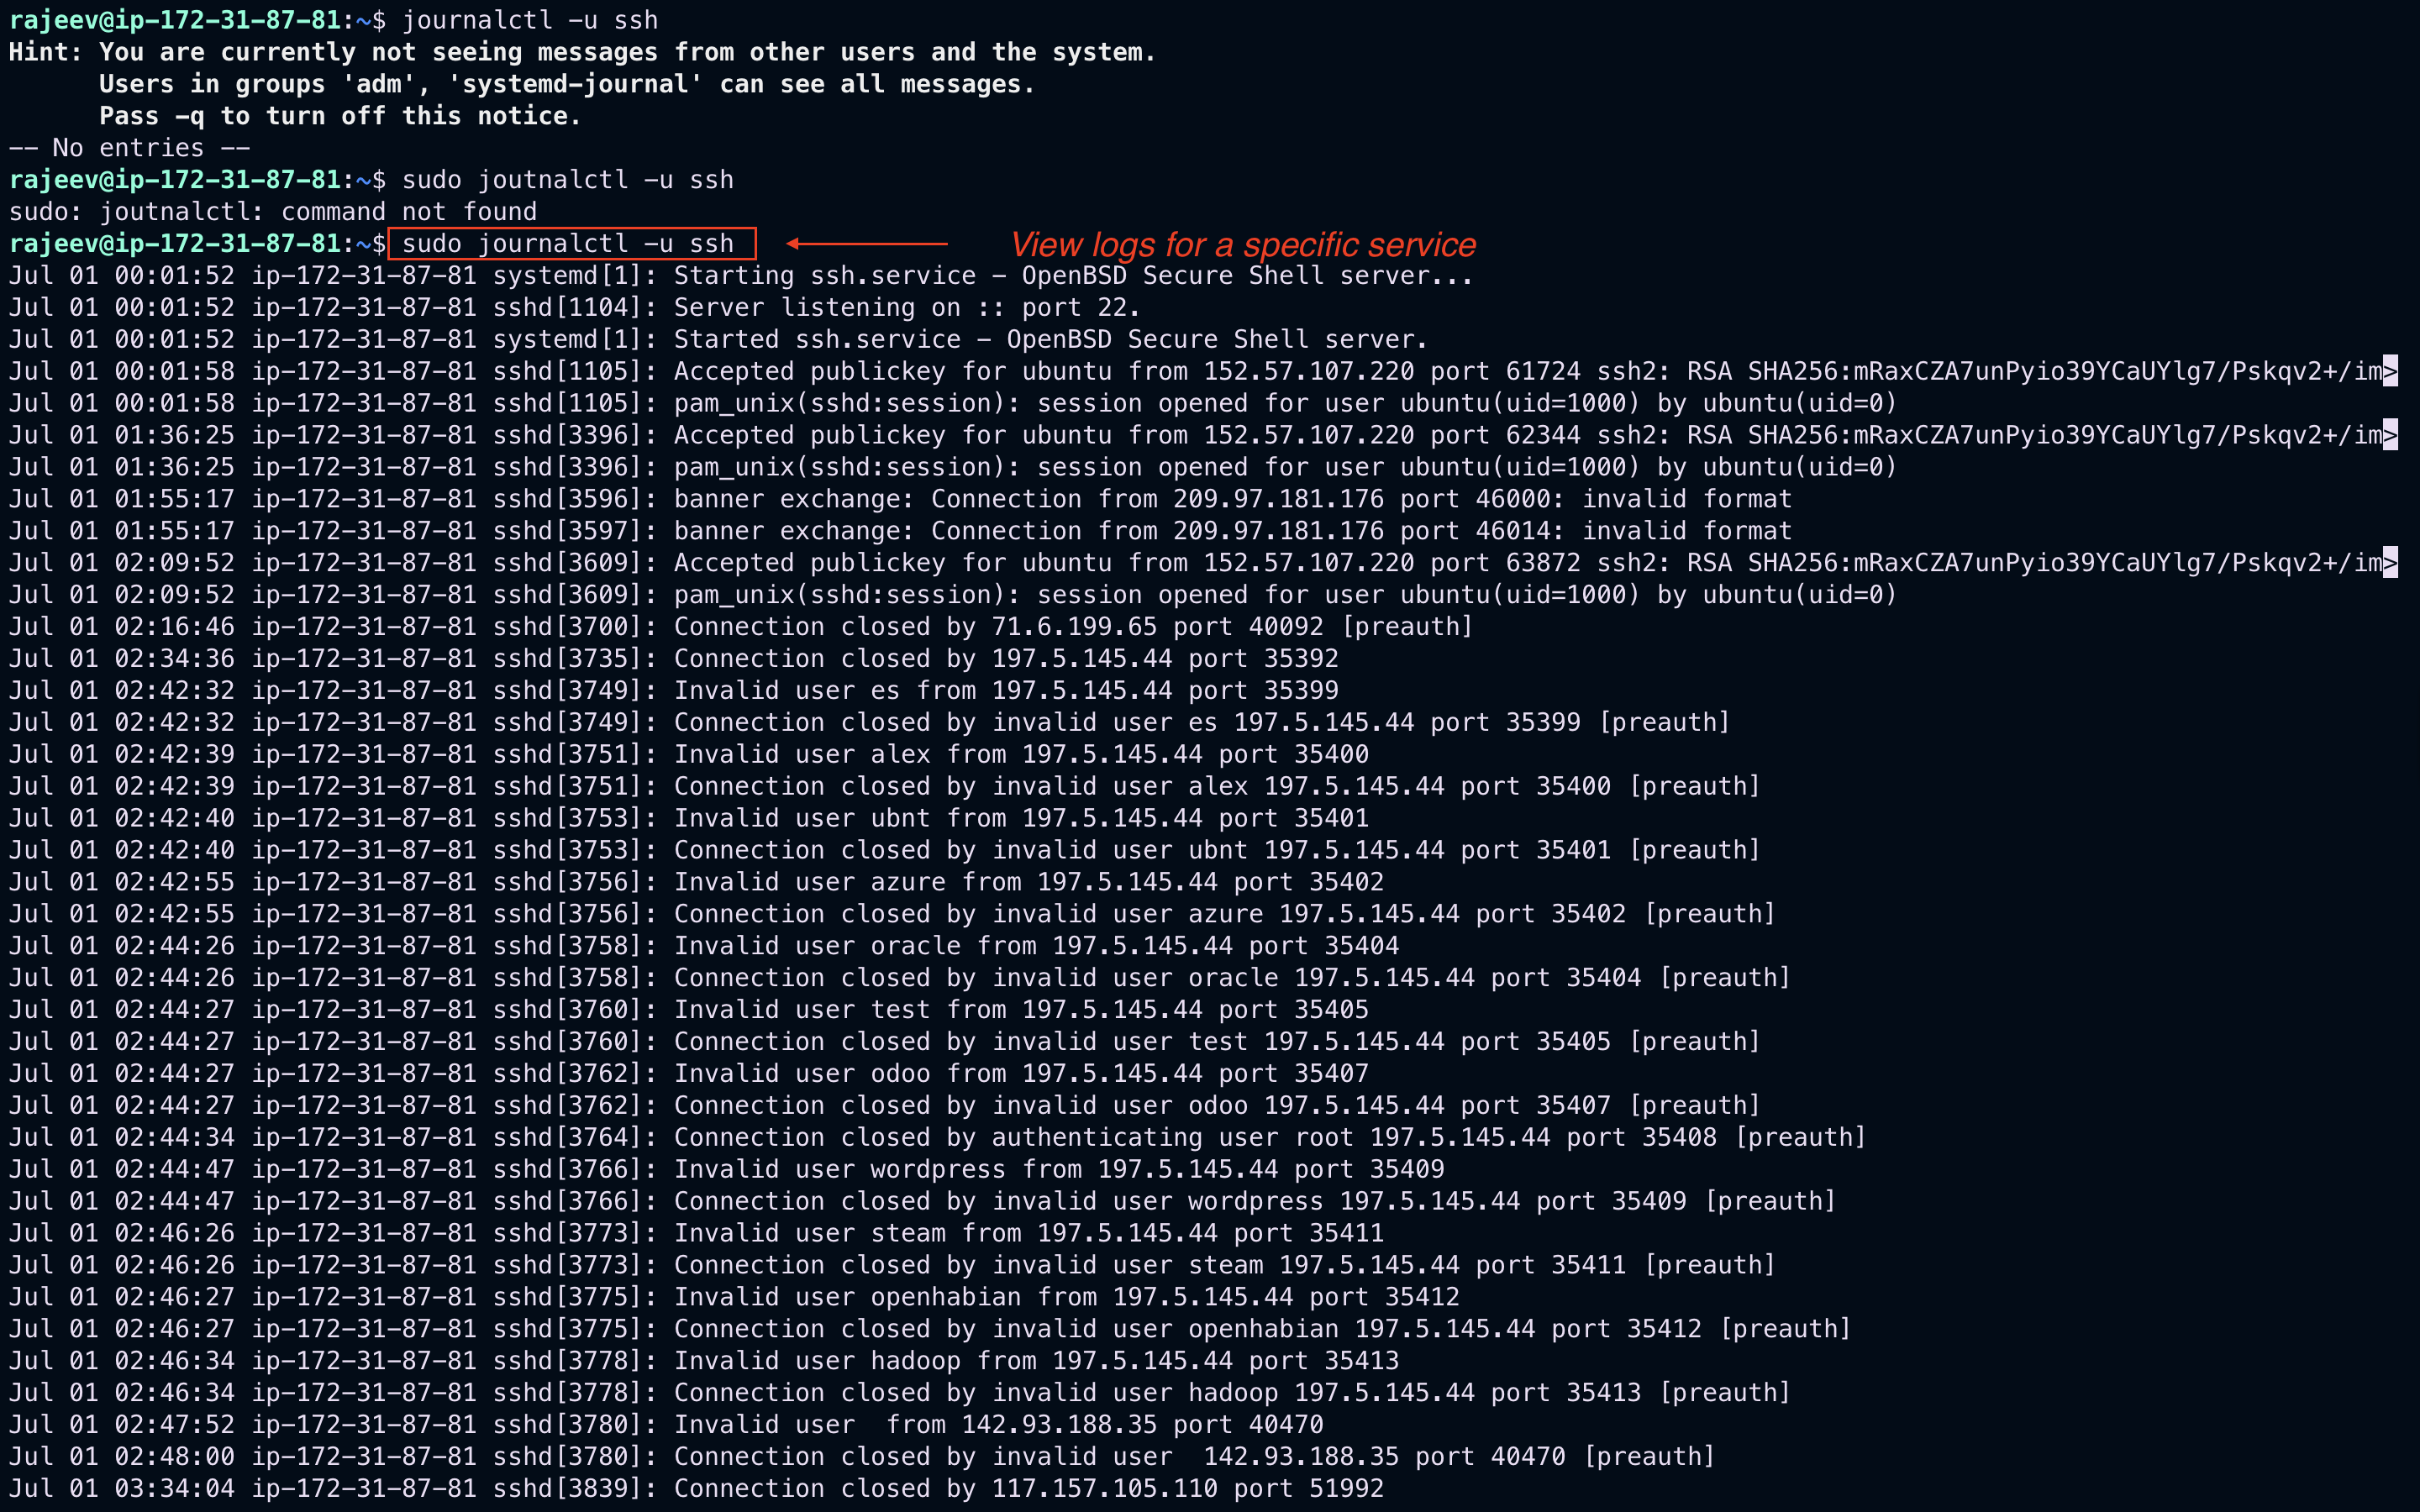 rajeev@ip-172-31-87-81:~$ journalctl -u ssh
Hint: You are currently not seeing messages from other users and the system.
      Users in groups 'adm', 'systemd-journal' can see all messages.
      Pass -q to turn off this notice.
-- No entries --
rajeev@ip-172-31-87-81:~$ sudo joutnalctl -u ssh
sudo: joutnalctl: command not found
rajeev@ip-172-31-87-81:~$ sudo journalctl -u ssh View logs for a specific service
Jul 01 00:01:52 ip-172-31-87-81 systemd[1]: Starting ssh.service - OpenBSD Secure Shell server...
Jul 01 00:01:52 ip-172-31-87-81 sshd[1104]: Server listening on :: port 22.
Jul 01 00:01:52 ip-172-31-87-81 systemd[1]: Started ssh.service - OpenBSD Secure Shell server.
Jul 01 00:01:58 ip-172-31-87-81 sshd[1105]: Accepted publickey for ubuntu from 152.57.107.220 port 61724 ssh2: RSA SHA256:mRaxCZA7unPyio39YCaUYlg7/Pskqv2+/im>
Jul 01 00:01:58 ip-172-31-87-81 sshd[1105]: pam_unix(sshd:session): session opened for user ubuntu(uid=1000) by ubuntu(uid=0)
Jul 01 01:36:25 ip-172-31-87-81 sshd[3396]: Accepted publickey for ubuntu from 152.57.107.220 port 62344 ssh2: RSA SHA256:mRaxCZA7unPyio39YCaUYlg7/Pskqv2+/im>
Jul 01 01:36:25 ip-172-31-87-81 sshd[3396]: pam_unix(sshd:session): session opened for user ubuntu(uid=1000) by ubuntu(uid=0)
Jul 01 01:55:17 ip-172-31-87-81 sshd[3596]: banner exchange: Connection from 209.97.181.176 port 46000: invalid format
Jul 01 01:55:17 ip-172-31-87-81 sshd[3597]: banner exchange: Connection from 209.97.181.176 port 46014: invalid format
Jul 01 02:09:52 ip-172-31-87-81 sshd[3609]: Accepted publickey for ubuntu from 152.57.107.220 port 63872 ssh2: RSA SHA256:mRaxCZA7unPyio39YCaUYlg7/Pskqv2+/im>
Jul 01 02:09:52 ip-172-31-87-81 sshd[3609]: pam_unix(sshd:session): session opened for user ubuntu(uid=1000) by ubuntu(uid=0)
Jul 01 02:16:46 ip-172-31-87-81 sshd[3700]: Connection closed by 71.6.199.65 port 40092 [preauth]
Jul 01 02:34:36 ip-172-31-87-81 sshd[3735]: Connection closed by 197.5.145.44 port 35392
Jul 01 02:42:32 ip-172-31-87-81 sshd[3749]: Invalid user es from 197.5.145.44 port 35399
Jul 01 02:42:32 ip-172-31-87-81 sshd[3749]: Connection closed by invalid user es 197.5.145.44 port 35399 [preauth]
Jul 01 02:42:39 ip-172-31-87-81 sshd[3751]: Invalid user alex from 197.5.145.44 port 35400
Jul 01 02:42:39 ip-172-31-87-81 sshd[3751]: Connection closed by invalid user alex 197.5.145.44 port 35400 [preauth]
Jul 01 02:42:40 ip-172-31-87-81 sshd[3753]: Invalid user ubnt from 197.5.145.44 port 35401
Jul 01 02:42:40 ip-172-31-87-81 sshd[3753]: Connection closed by invalid user ubnt 197.5.145.44 port 35401 [preauth]
Jul 01 02:42:55 ip-172-31-87-81 sshd[3756]: Invalid user azure from 197.5.145.44 port 35402
Jul 01 02:42:55 ip-172-31-87-81 sshd[3756]: Connection closed by invalid user azure 197.5.145.44 port 35402 [preauth]
Jul 01 02:44:26 ip-172-31-87-81 sshd[3758]: Invalid user oracle from 197.5.145.44 port 35404
Jul 01 02:44:26 ip-172-31-87-81 sshd[3758]: Connection closed by invalid user oracle 197.5.145.44 port 35404 [preauth]
Jul 01 02:44:27 ip-172-31-87-81 sshd[3760]: Invalid user test from 197.5.145.44 port 35405
Jul 01 02:44:27 ip-172-31-87-81 sshd[3760]: Connection closed by invalid user test 197.5.145.44 port 35405 [preauth]
Jul 01 02:44:27 ip-172-31-87-81 sshd[3762]: Invalid user odoo from 197.5.145.44 port 35407
Jul 01 02:44:27 ip-172-31-87-81 sshd[3762]: Connection closed by invalid user odoo 197.5.145.44 port 35407 [preauth]
Jul 01 02:44:34 ip-172-31-87-81 sshd[3764]: Connection closed by authenticating user root 197.5.145.44 port 35408 [preauth]
Jul 01 02:44:47 ip-172-31-87-81 sshd[3766]: Invalid user wordpress from 197.5.145.44 port 35409
Jul 01 02:44:47 ip-172-31-87-81 sshd[3766]: Connection closed by invalid user wordpress 197.5.145.44 port 35409 [preauth]
Jul 01 02:46:26 ip-172-31-87-81 sshd[3773]: Invalid user steam from 197.5.145.44 port 35411
Jul 01 02:46:26 ip-172-31-87-81 sshd[3773]: Connection closed by invalid user steam 197.5.145.44 port 35411 [preauth]
Jul 01 02:46:27 ip-172-31-87-81 sshd[3775]: Invalid user openhabian from 197.5.145.44 port 35412
Jul 01 02:46:27 ip-172-31-87-81 sshd[3775]: Connection closed by invalid user openhabian 197.5.145.44 port 35412 [preauth]
Jul 01 02:46:34 ip-172-31-87-81 sshd[3778]: Invalid user hadoop from 197.5.145.44 port 35413
Jul 01 02:46:34 ip-172-31-87-81 sshd[3778]: Connection closed by invalid user hadoop 197.5.145.44 port 35413 [preauth]
Jul 01 02:47:52 ip-172-31-87-81 sshd[3780]: Invalid user  from 142.93.188.35 port 40470
Jul 01 02:48:00 ip-172-31-87-81 sshd[3780]: Connection closed by invalid user  142.93.188.35 port 40470 [preauth]
Jul 01 03:34:04 ip-172-31-87-81 sshd[3839]: Connection closed by 117.157.105.110 port 51992